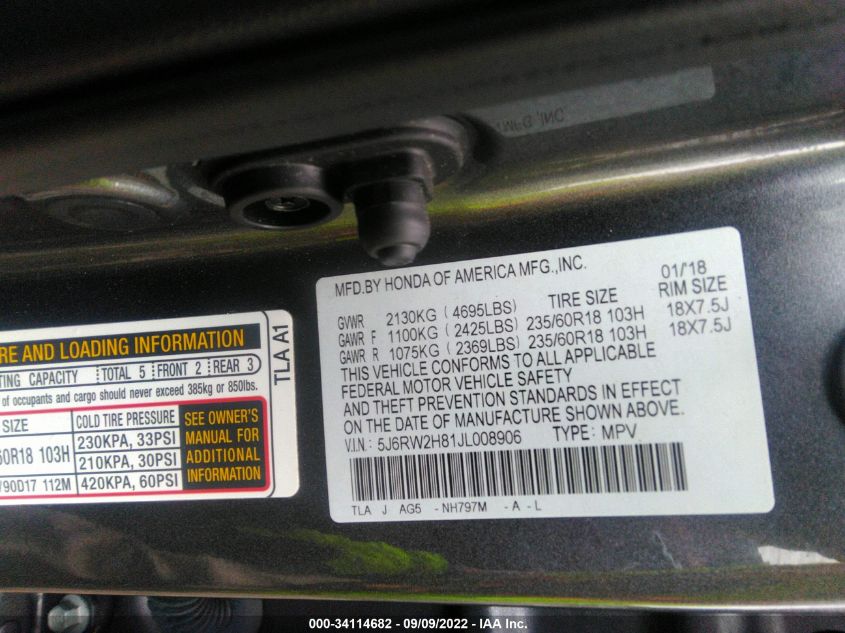 MFG.,INC
MFD.BY HONDA OF AMERICA MFG.,INC. 01/18
GVWR 2130KG ( 4695LBS) TIRE SIZE RIM SIZE
GAWR F 1100KG ( 2425LBS) 235/60R18 103H 18X7.5J
GAWR R 1075KG ( 2369LBS) 235/60R18 103H 18X7.5J
THIS VEHICLE CONFORMS TO ALL APPLICABLE
FEDERAL MOTOR VEHICLE SAFETY
AND THEFT PREVENTION STANDARDS IN EFFECT
ON THE DATE OF MANUFACTURE SHOWN ABOVE.
V.I.N.: 5J6RW2H81JL008906 TYPE: MPV
TLA J AG5 -NH797M -A -L
RE AND LOADING INFORMATION
TING CAPACITY TOTAL 5 FRONT 2 REAR 3
of occupants and cargo should never exceed 385kg or 850lbs.
SIZE COLD TIRE PRESSURE
60R18 103H 230KPA, 33PSI
210KPA, 30PSI
/90D17 112M 420KPA, 60PSI
SEE OWNER'S
MANUAL FOR
ADDITIONAL
INFORMATION
TLA A1
000-34114682 - 09/09/2022 - IAA Inc.